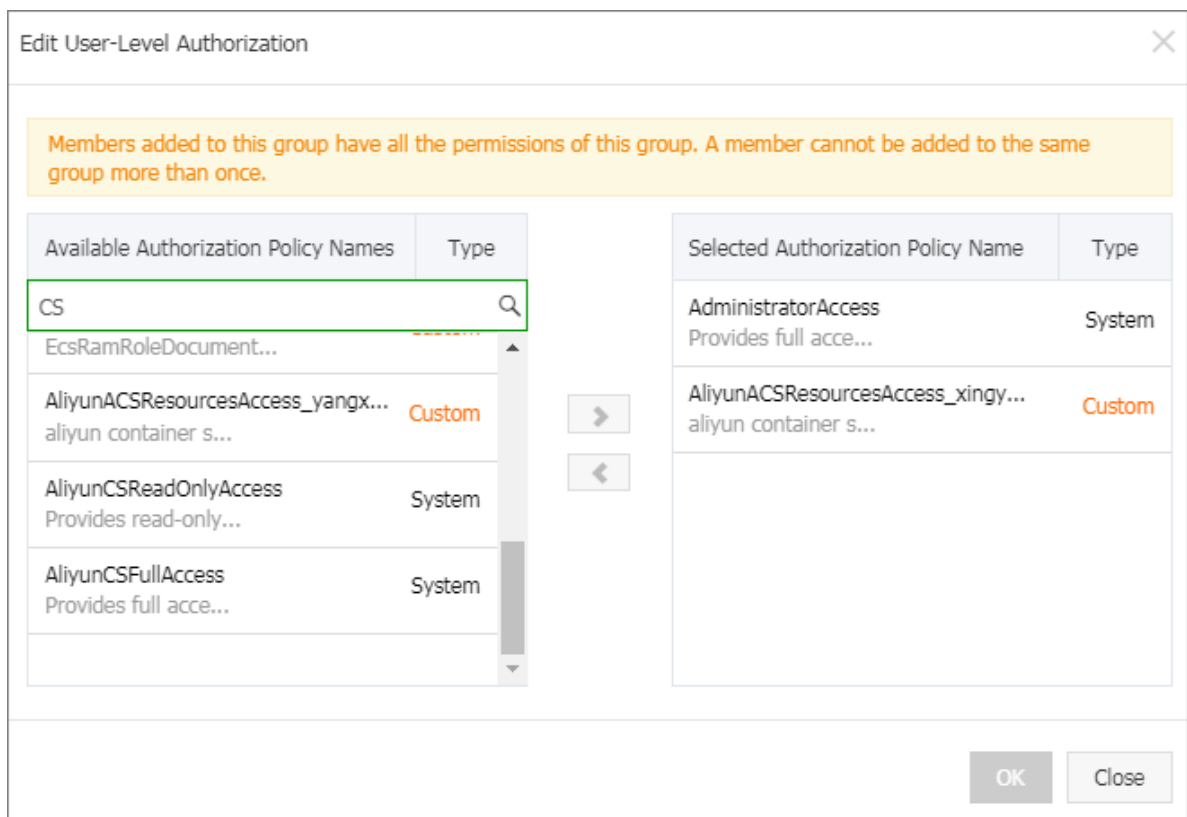 Edit User-Level Authorization
Members added to this group have all the permissions of this group. A member cannot be added to the same
group more than once.
Available Authorization Policy Names Type
CS
EcsRamRoleDocument...
AliyunACSResourcesAccess_yangx... Custom
aliyun container s...
AliyunCSReadOnlyAccess System
Provides read-only...
AliyunCSFullAccess System
Provides full acce...
Selected Authorization Policy Name Type
AdministratorAccess System
Provides full acce...
AliyunACSResourcesAccess_xingy... Custom
aliyun container s...
OK Close